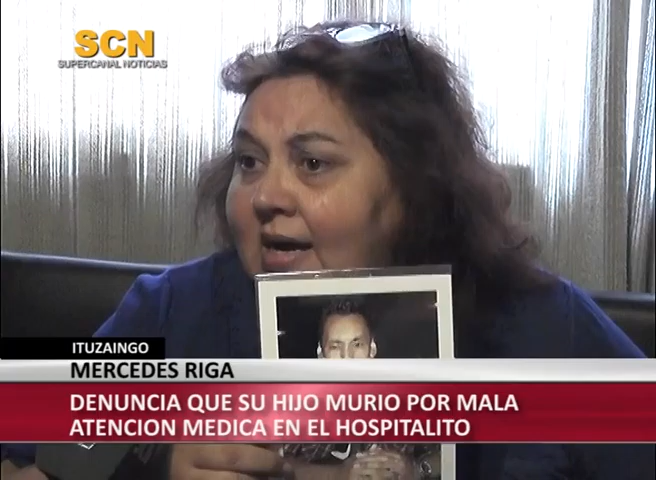 SCN
SUPERCANAL NOTICIAS
ITUZAINGO
MERCEDES RIGA
DENUNCIA QUE SU HIJO MURIO POR MALA
ATENCION MEDICA EN EL HOSPITALITO